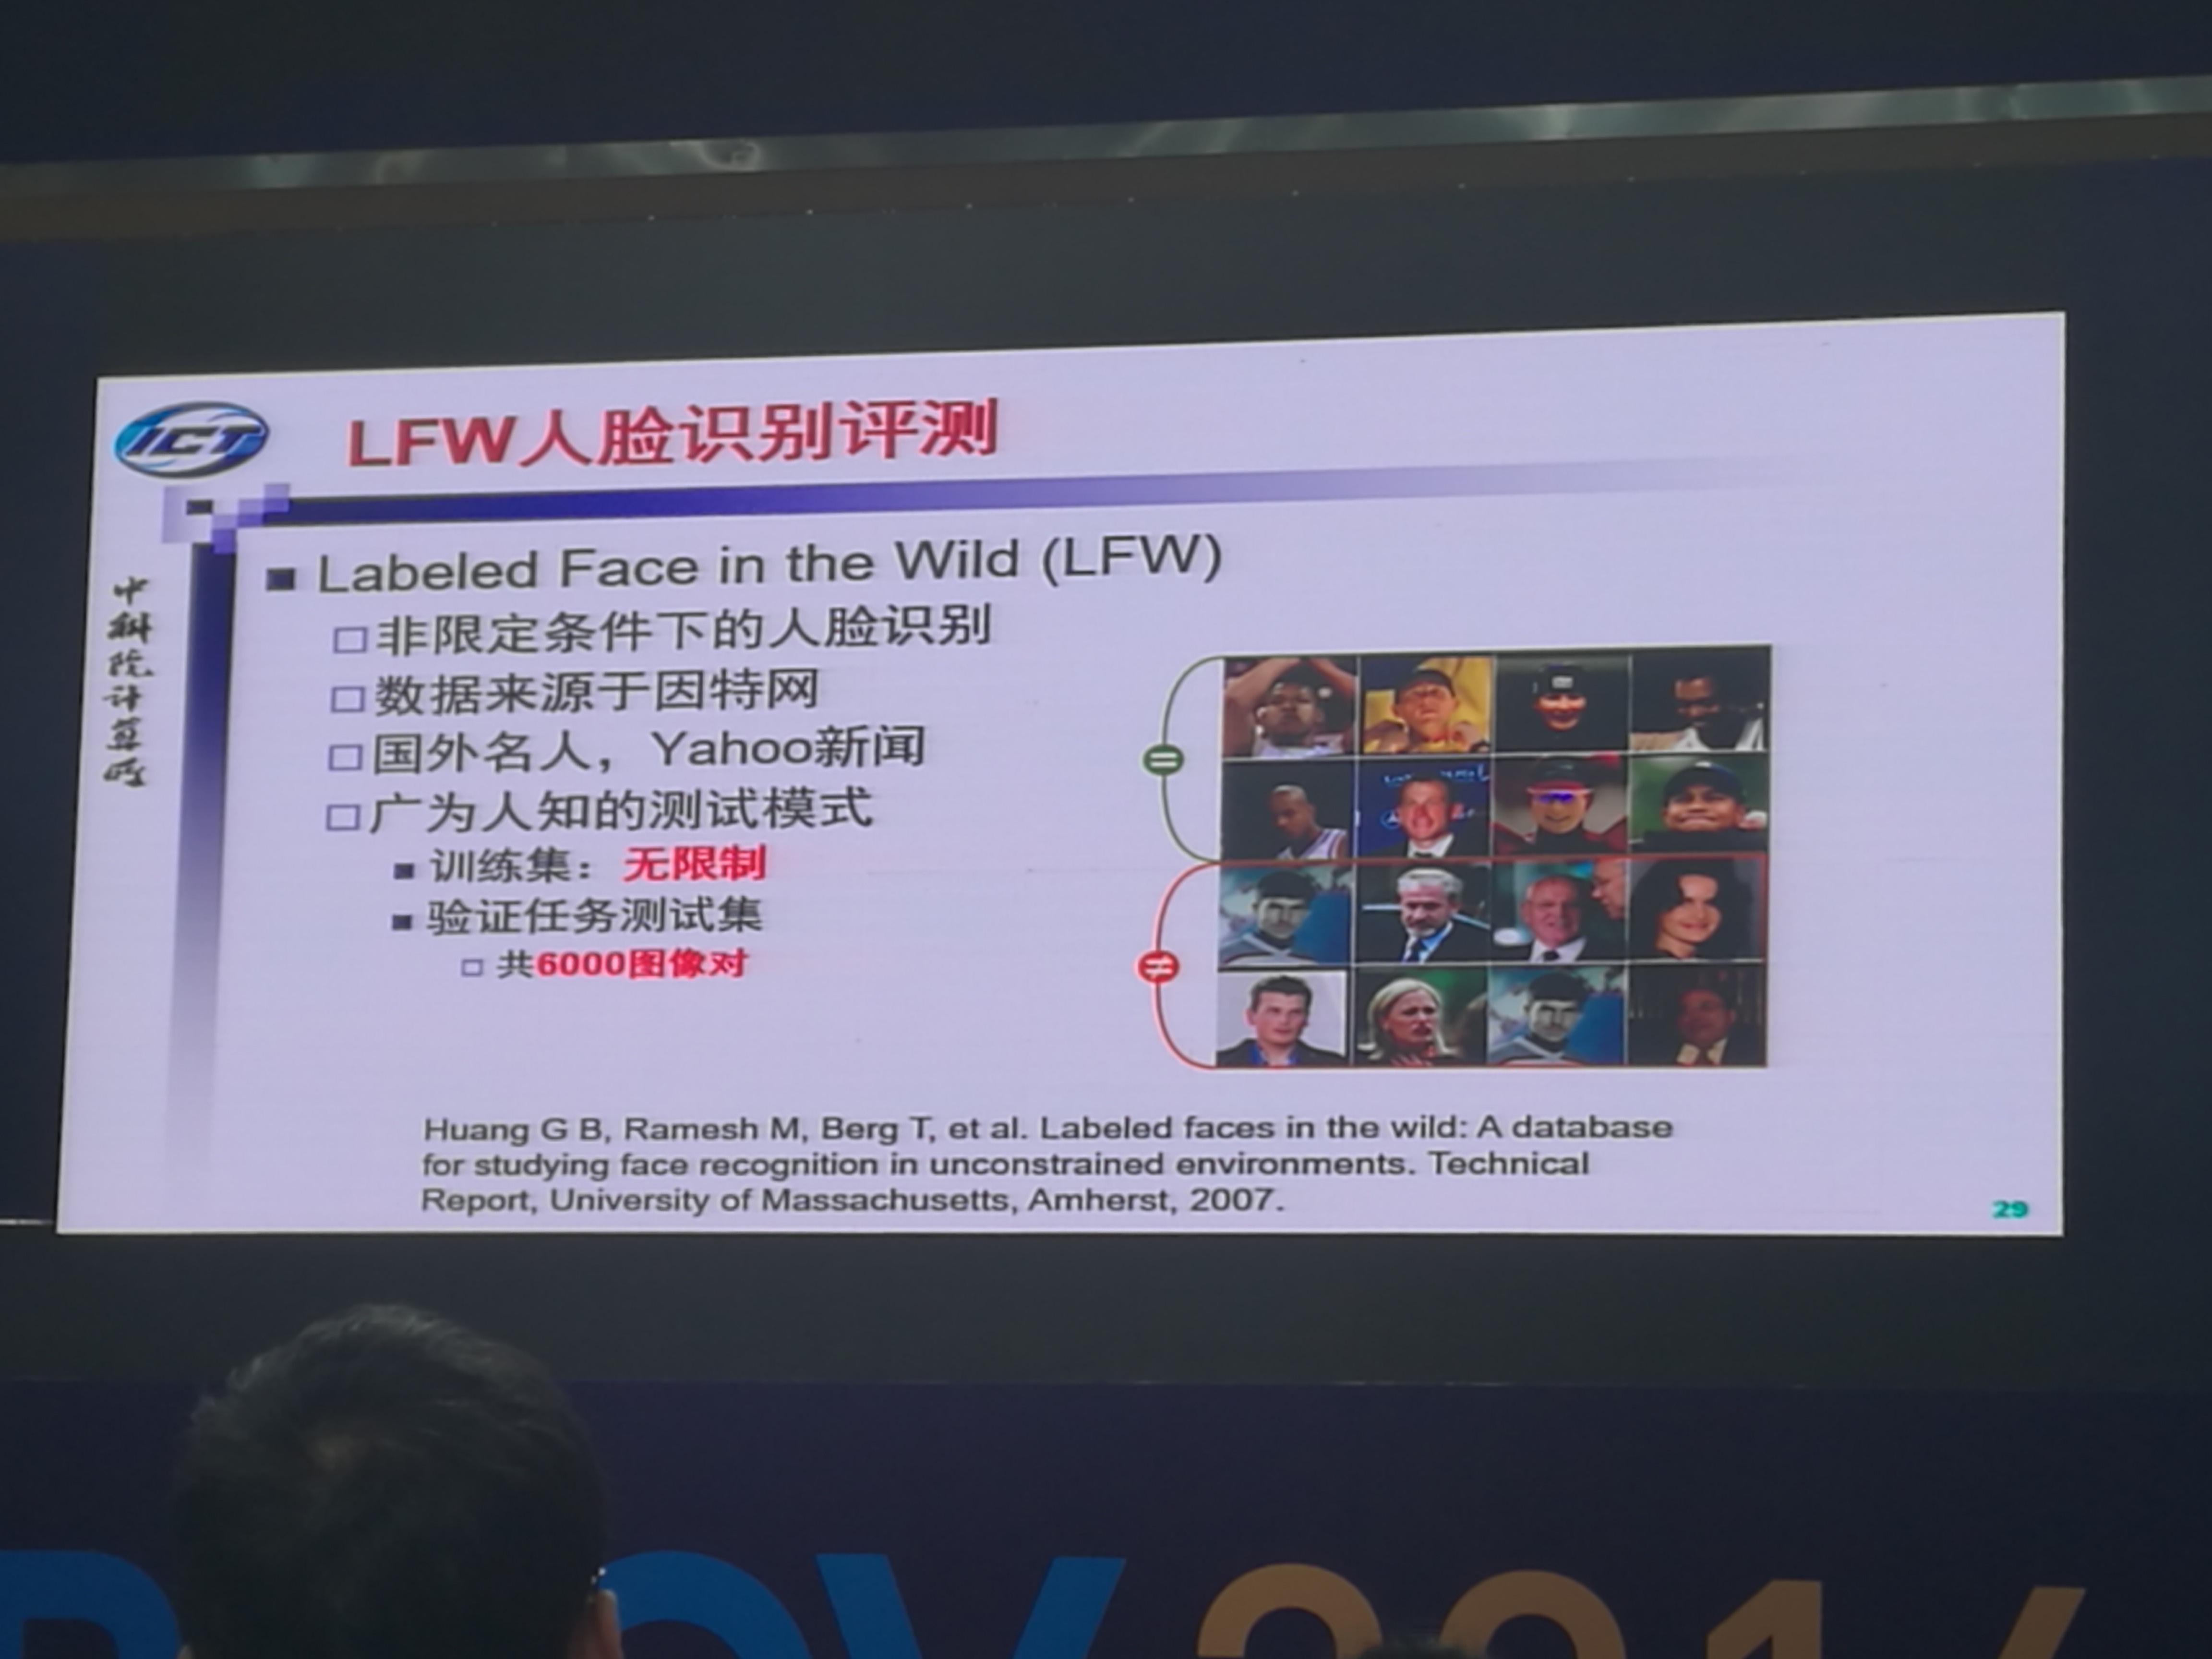 ICT
LFW人脸识别评测
中科院计算所
Labeled Face in the Wild (LFW)
非限定条件下的人脸识别
数据来源于因特网
国外名人，Yahoo新闻
广为人知的测试模式
训练集：无限制
验证任务测试集
共6000图像对
=
≠
Huang G B, Ramesh M, Berg T, et al. Labeled faces in the wild: A database
for studying face recognition in unconstrained environments. Technical
Report, University of Massachusetts, Amherst, 2007.
29